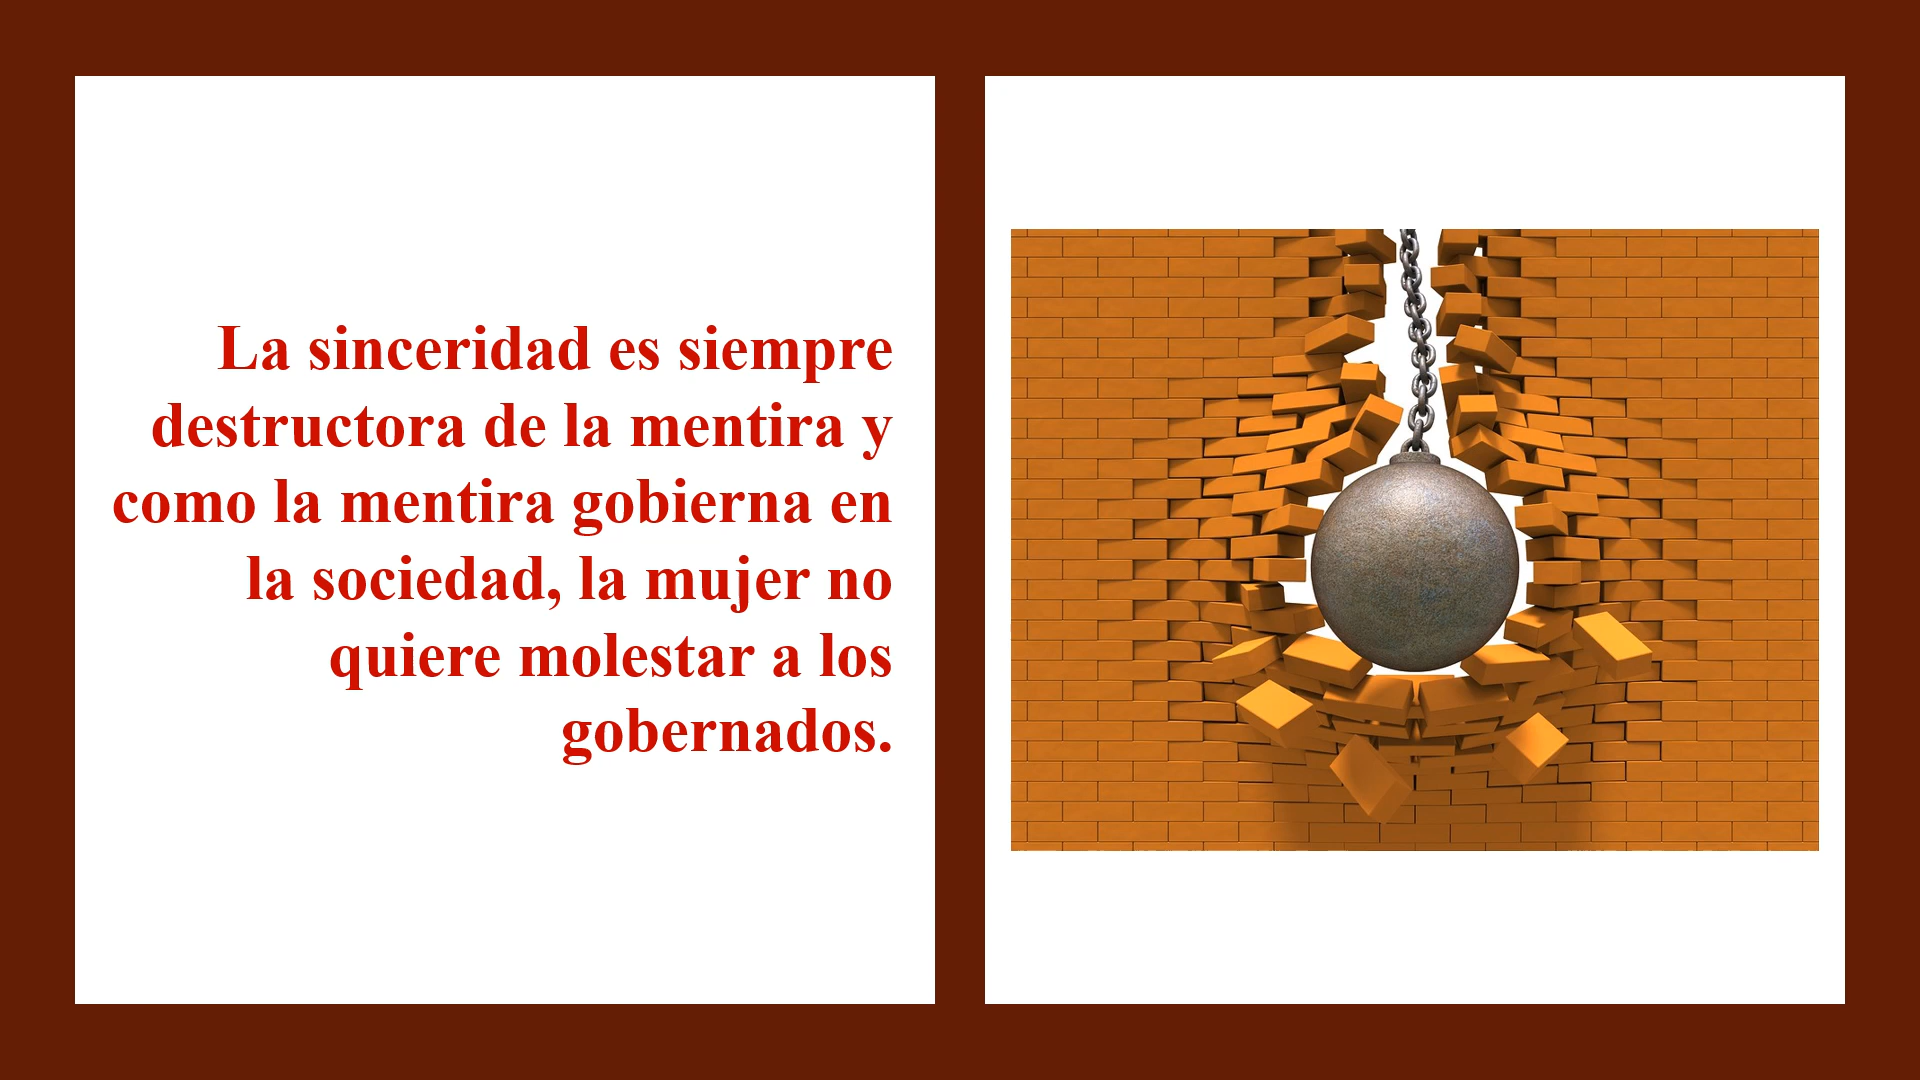 La sinceridad es siempre
destructora de la mentira y
como la mentira gobierna en
la sociedad, la mujer no
quiere molestar a los
gobernados.